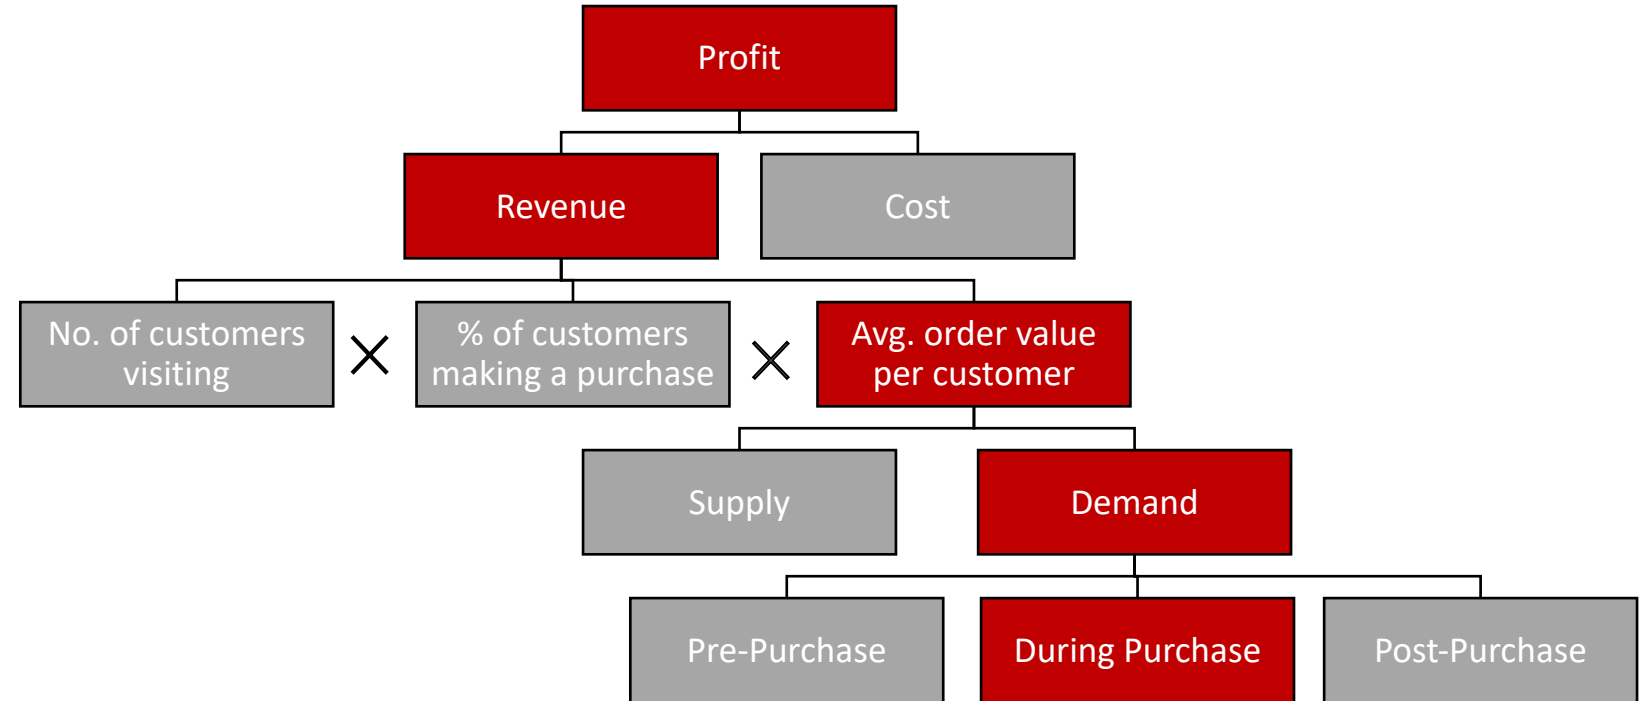 Profit
Revenue
Cost
No. of customers
visiting
% of customers
making a purchase
Avg. order value
per customer
Supply
Demand
Pre-Purchase
During Purchase
Post-Purchase